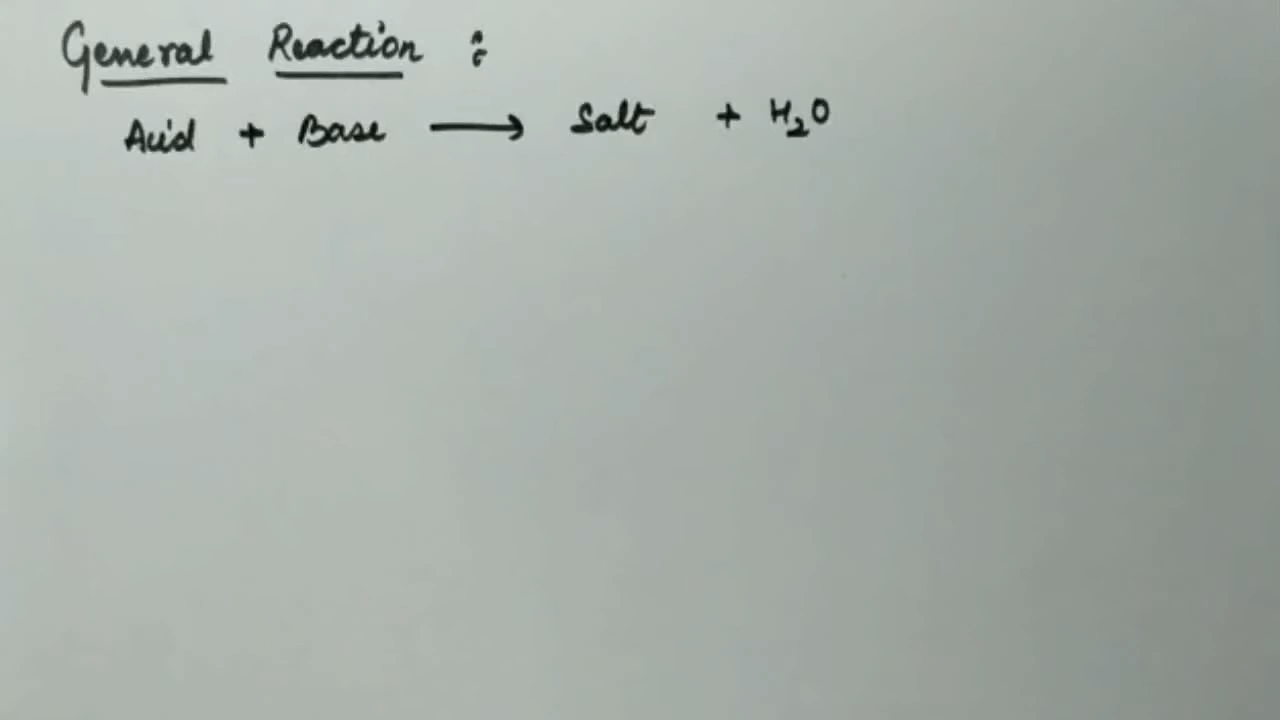 General Reaction :
Acid + Base ⟶ Salt + H₂O